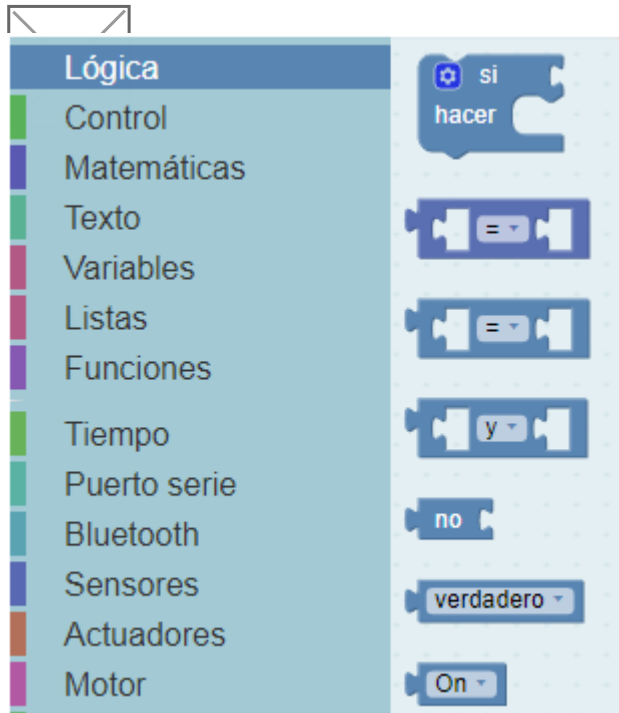 Lógica
Control
Matemáticas
Texto
Variables
Listas
Funciones
Tiempo
Puerto serie
Bluetooth
Sensores
Actuadores
Motor
si
hacer
=
=
y
no
verdadero
On